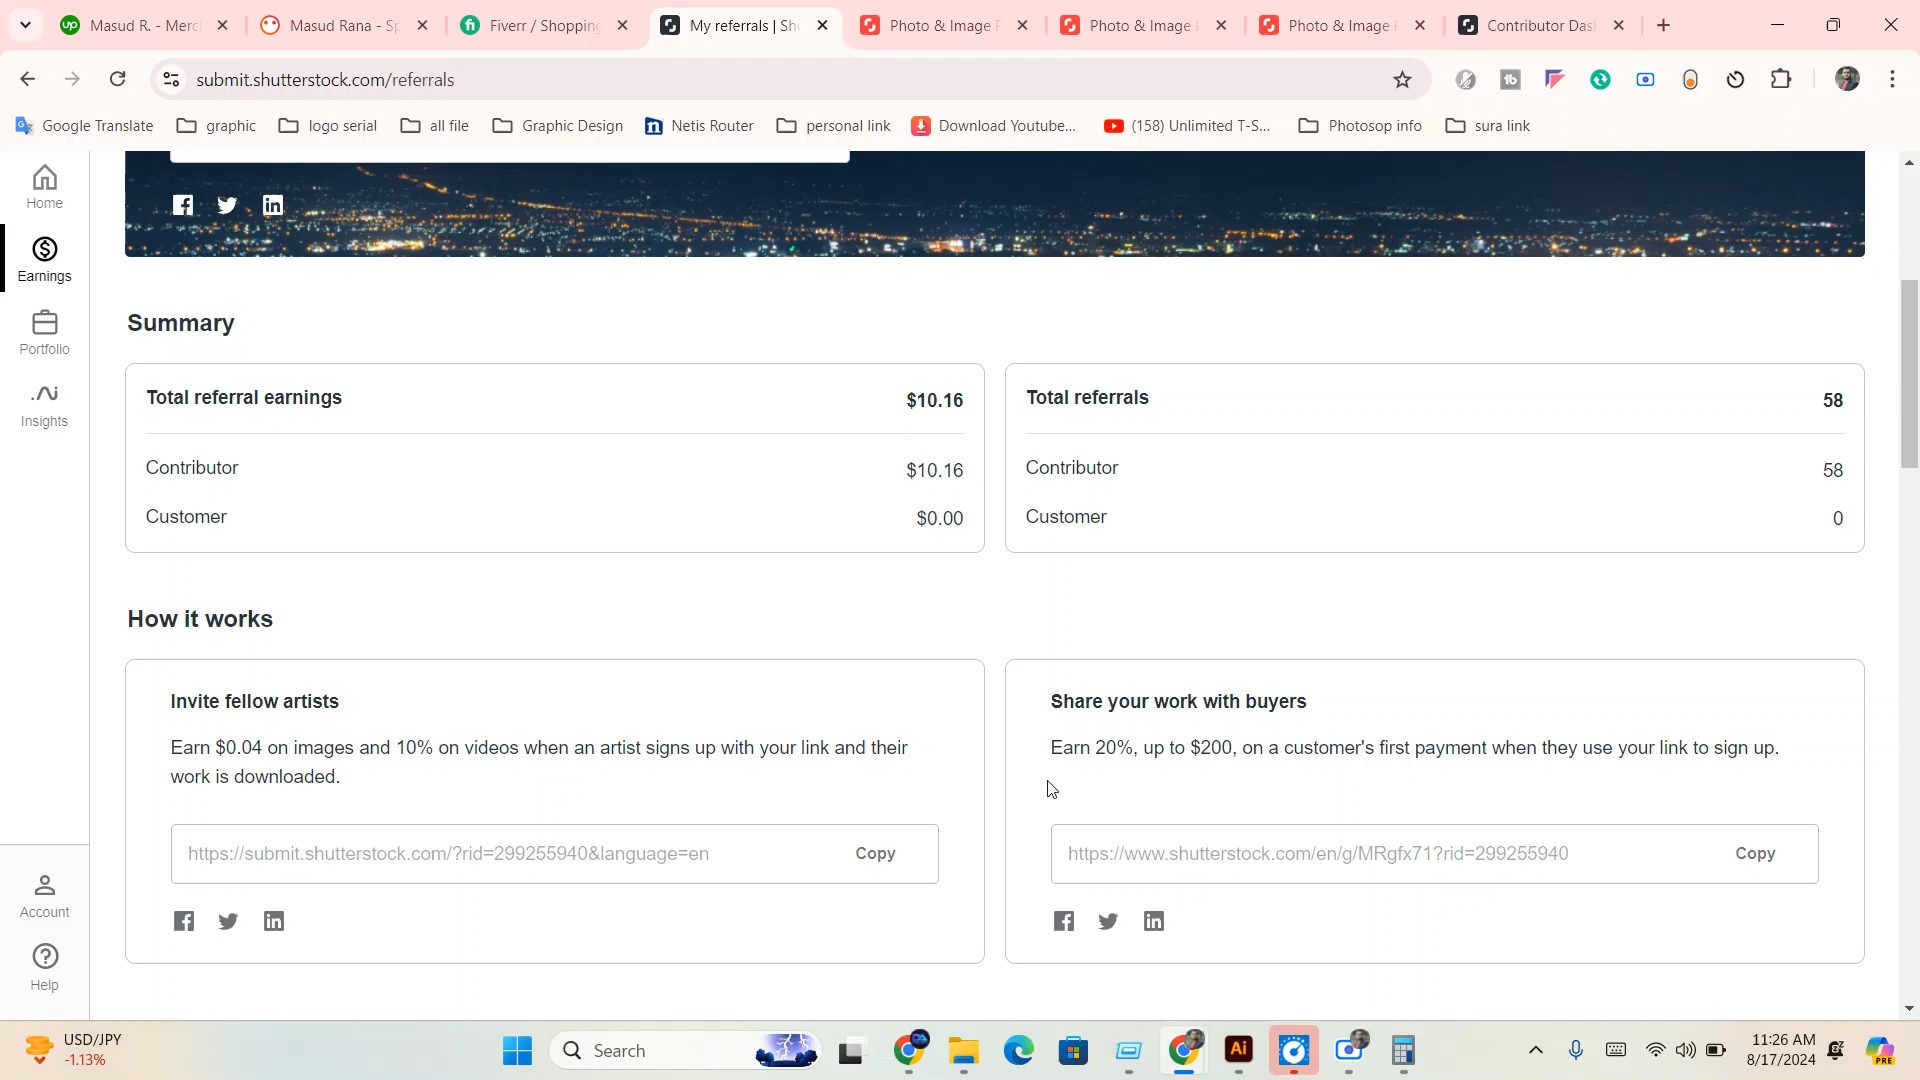 Masud R. - Merc
Masud Rana - Sp
Fiverr / Shopping
My referrals | Shu
Photo & Image F
Photo & Image F
Photo & Image F
Contributor Das
submit.shutterstock.com/referrals
Google Translate
graphic
logo serial
all file
Graphic Design
Netis Router
personal link
Download Youtube...
(158) Unlimited T-S...
Photosop info
sura link
Home
Earnings
Portfolio
Insights
Account
Help
Summary
Total referral earnings $10.16
Contributor $10.16
Customer $0.00
Total referrals 58
Contributor 58
Customer 0
How it works
Invite fellow artists
Earn $0.04 on images and 10% on videos when an artist signs up with your link and their
work is downloaded.
https://submit.shutterstock.com/?rid=299255940&language=en Copy
Share your work with buyers
Earn 20%, up to $200, on a customer's first payment when they use your link to sign up.
https://www.shutterstock.com/en/g/MRgfx71?rid=299255940 Copy
USD/JPY
-1.13%
Search
11:26 AM
8/17/2024